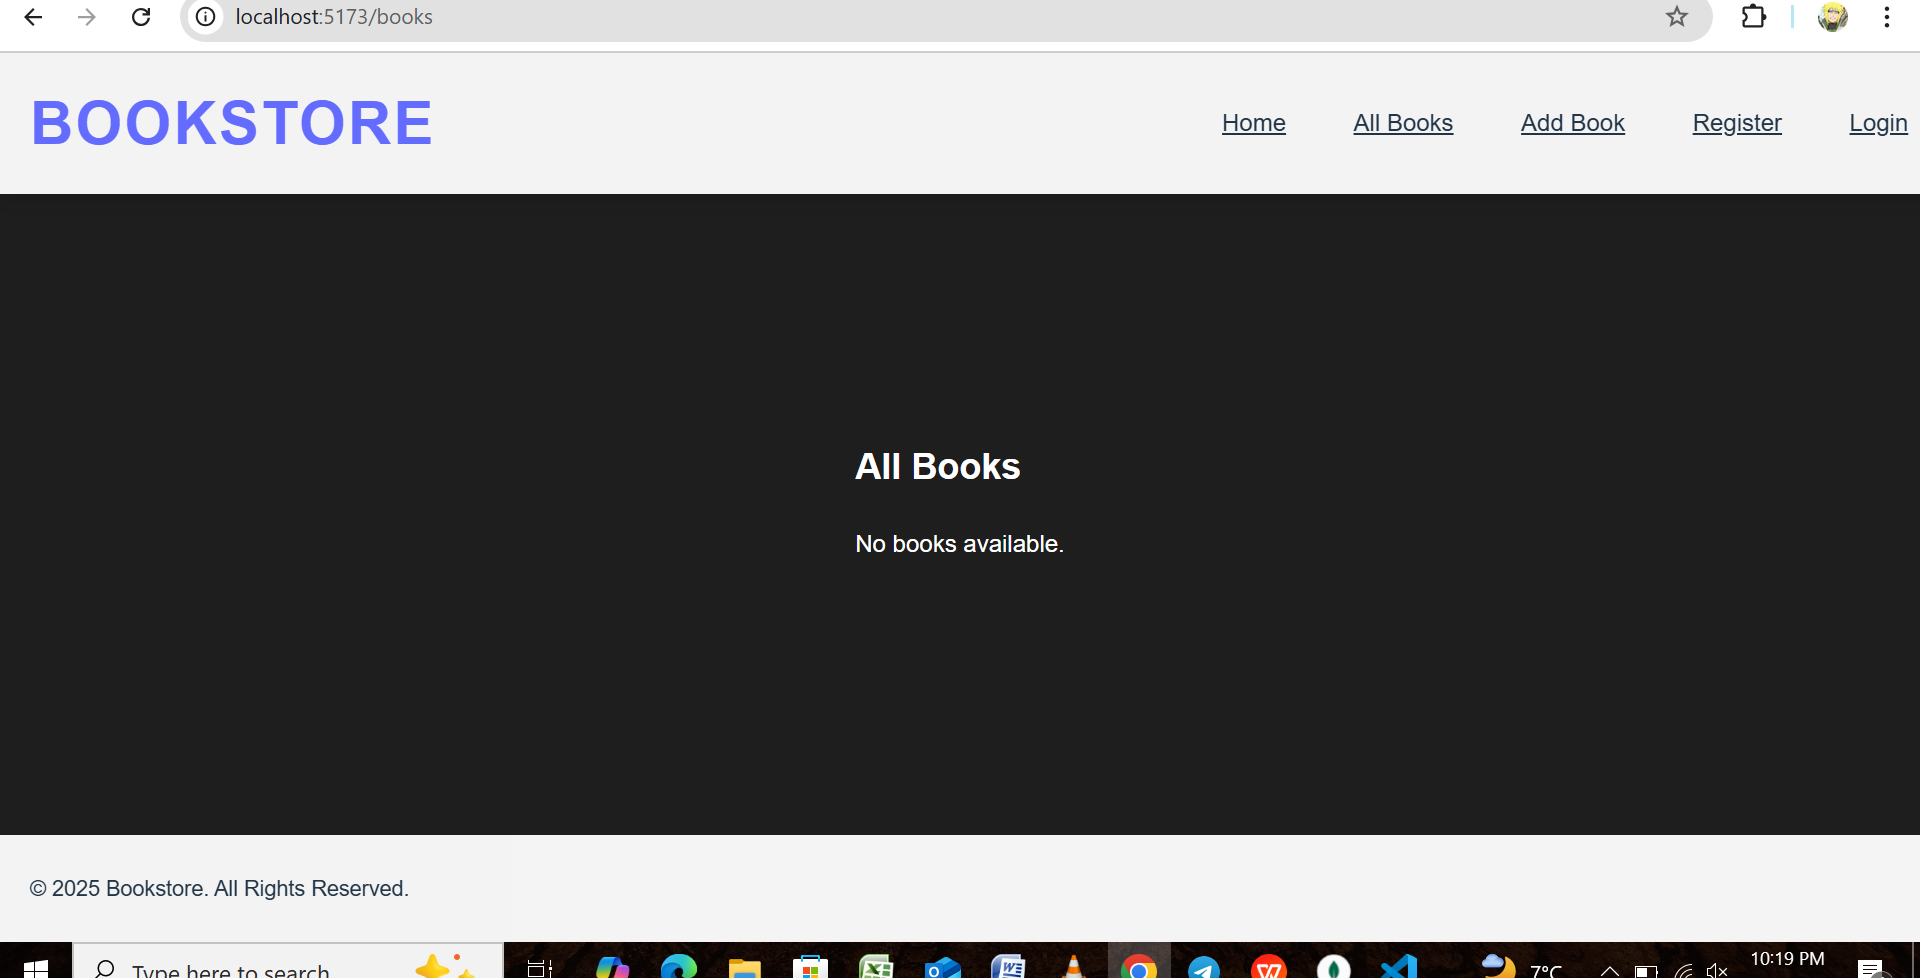 localhost:5173/books
BOOKSTORE
Home
All Books
Add Book
Register
Login
All Books
No books available.
© 2025 Bookstore. All Rights Reserved.
Type here to search
7°C
10:19 PM